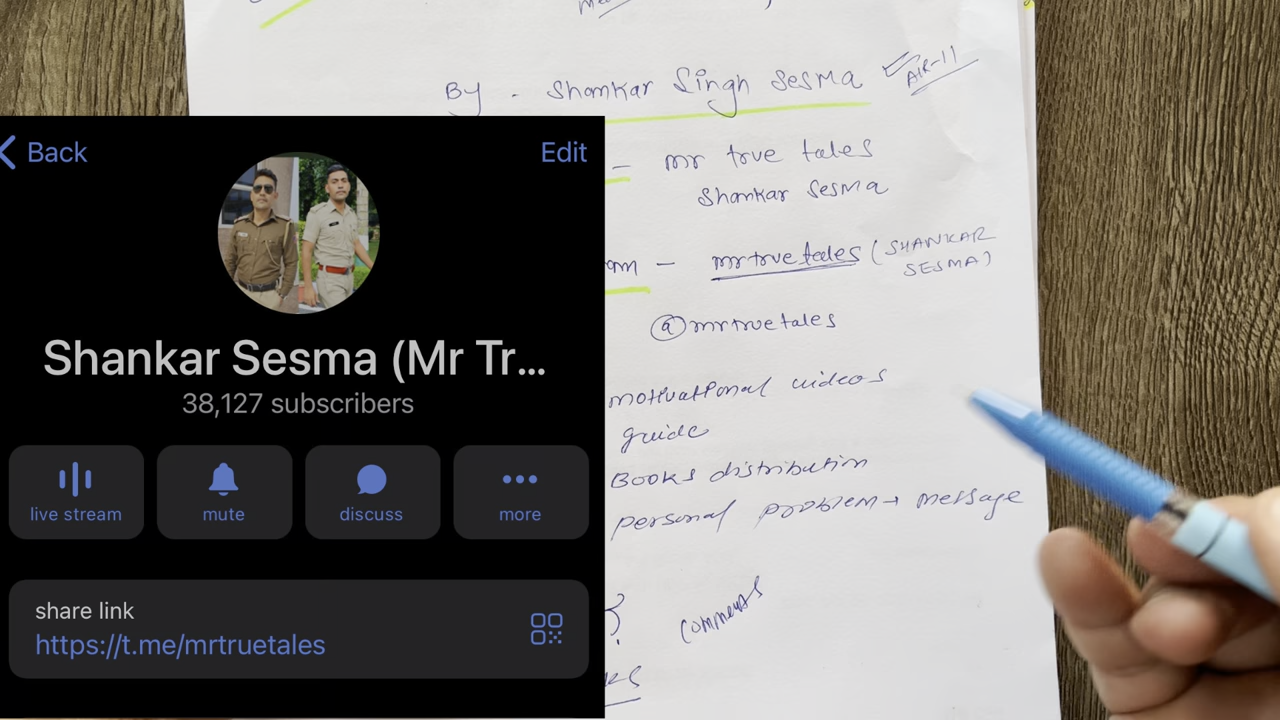 By - Shankar Singh Sesma AIR-11
- mr true tales
Shankar Sesma
am - mrtruetales (SHANKAR
SESMA)
@mrtruetales
motivational videos
guide
Books distribution
personal problem → message
comments
Back
Edit
Shankar Sesma (Mr Tr...
38,127 subscribers
live stream
mute
discuss
more
share link
https://t.me/mrtruetales